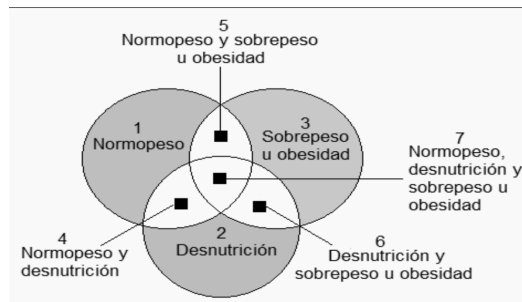 5
Normopeso y sobrepeso
u obesidad
1
Normopeso
3
Sobrepeso
u obesidad
7
Normopeso,
desnutrición y
sobrepeso u
obesidad
4
Normopeso y
desnutrición
2
Desnutrición
6
Desnutrición y
sobrepeso u obesidad